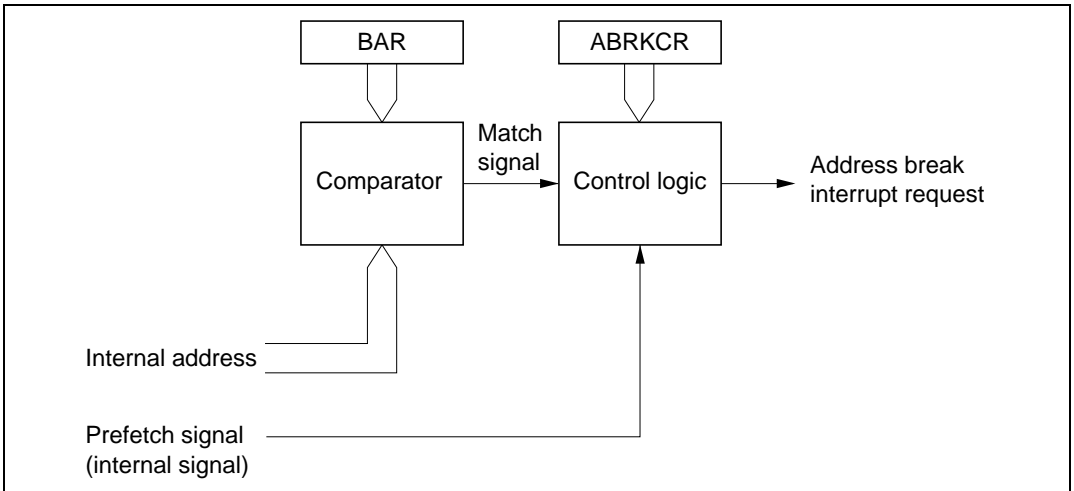 BAR
ABRKCR
Match
signal
Comparator
Control logic
Address break
interrupt request
Internal address
Prefetch signal
(internal signal)